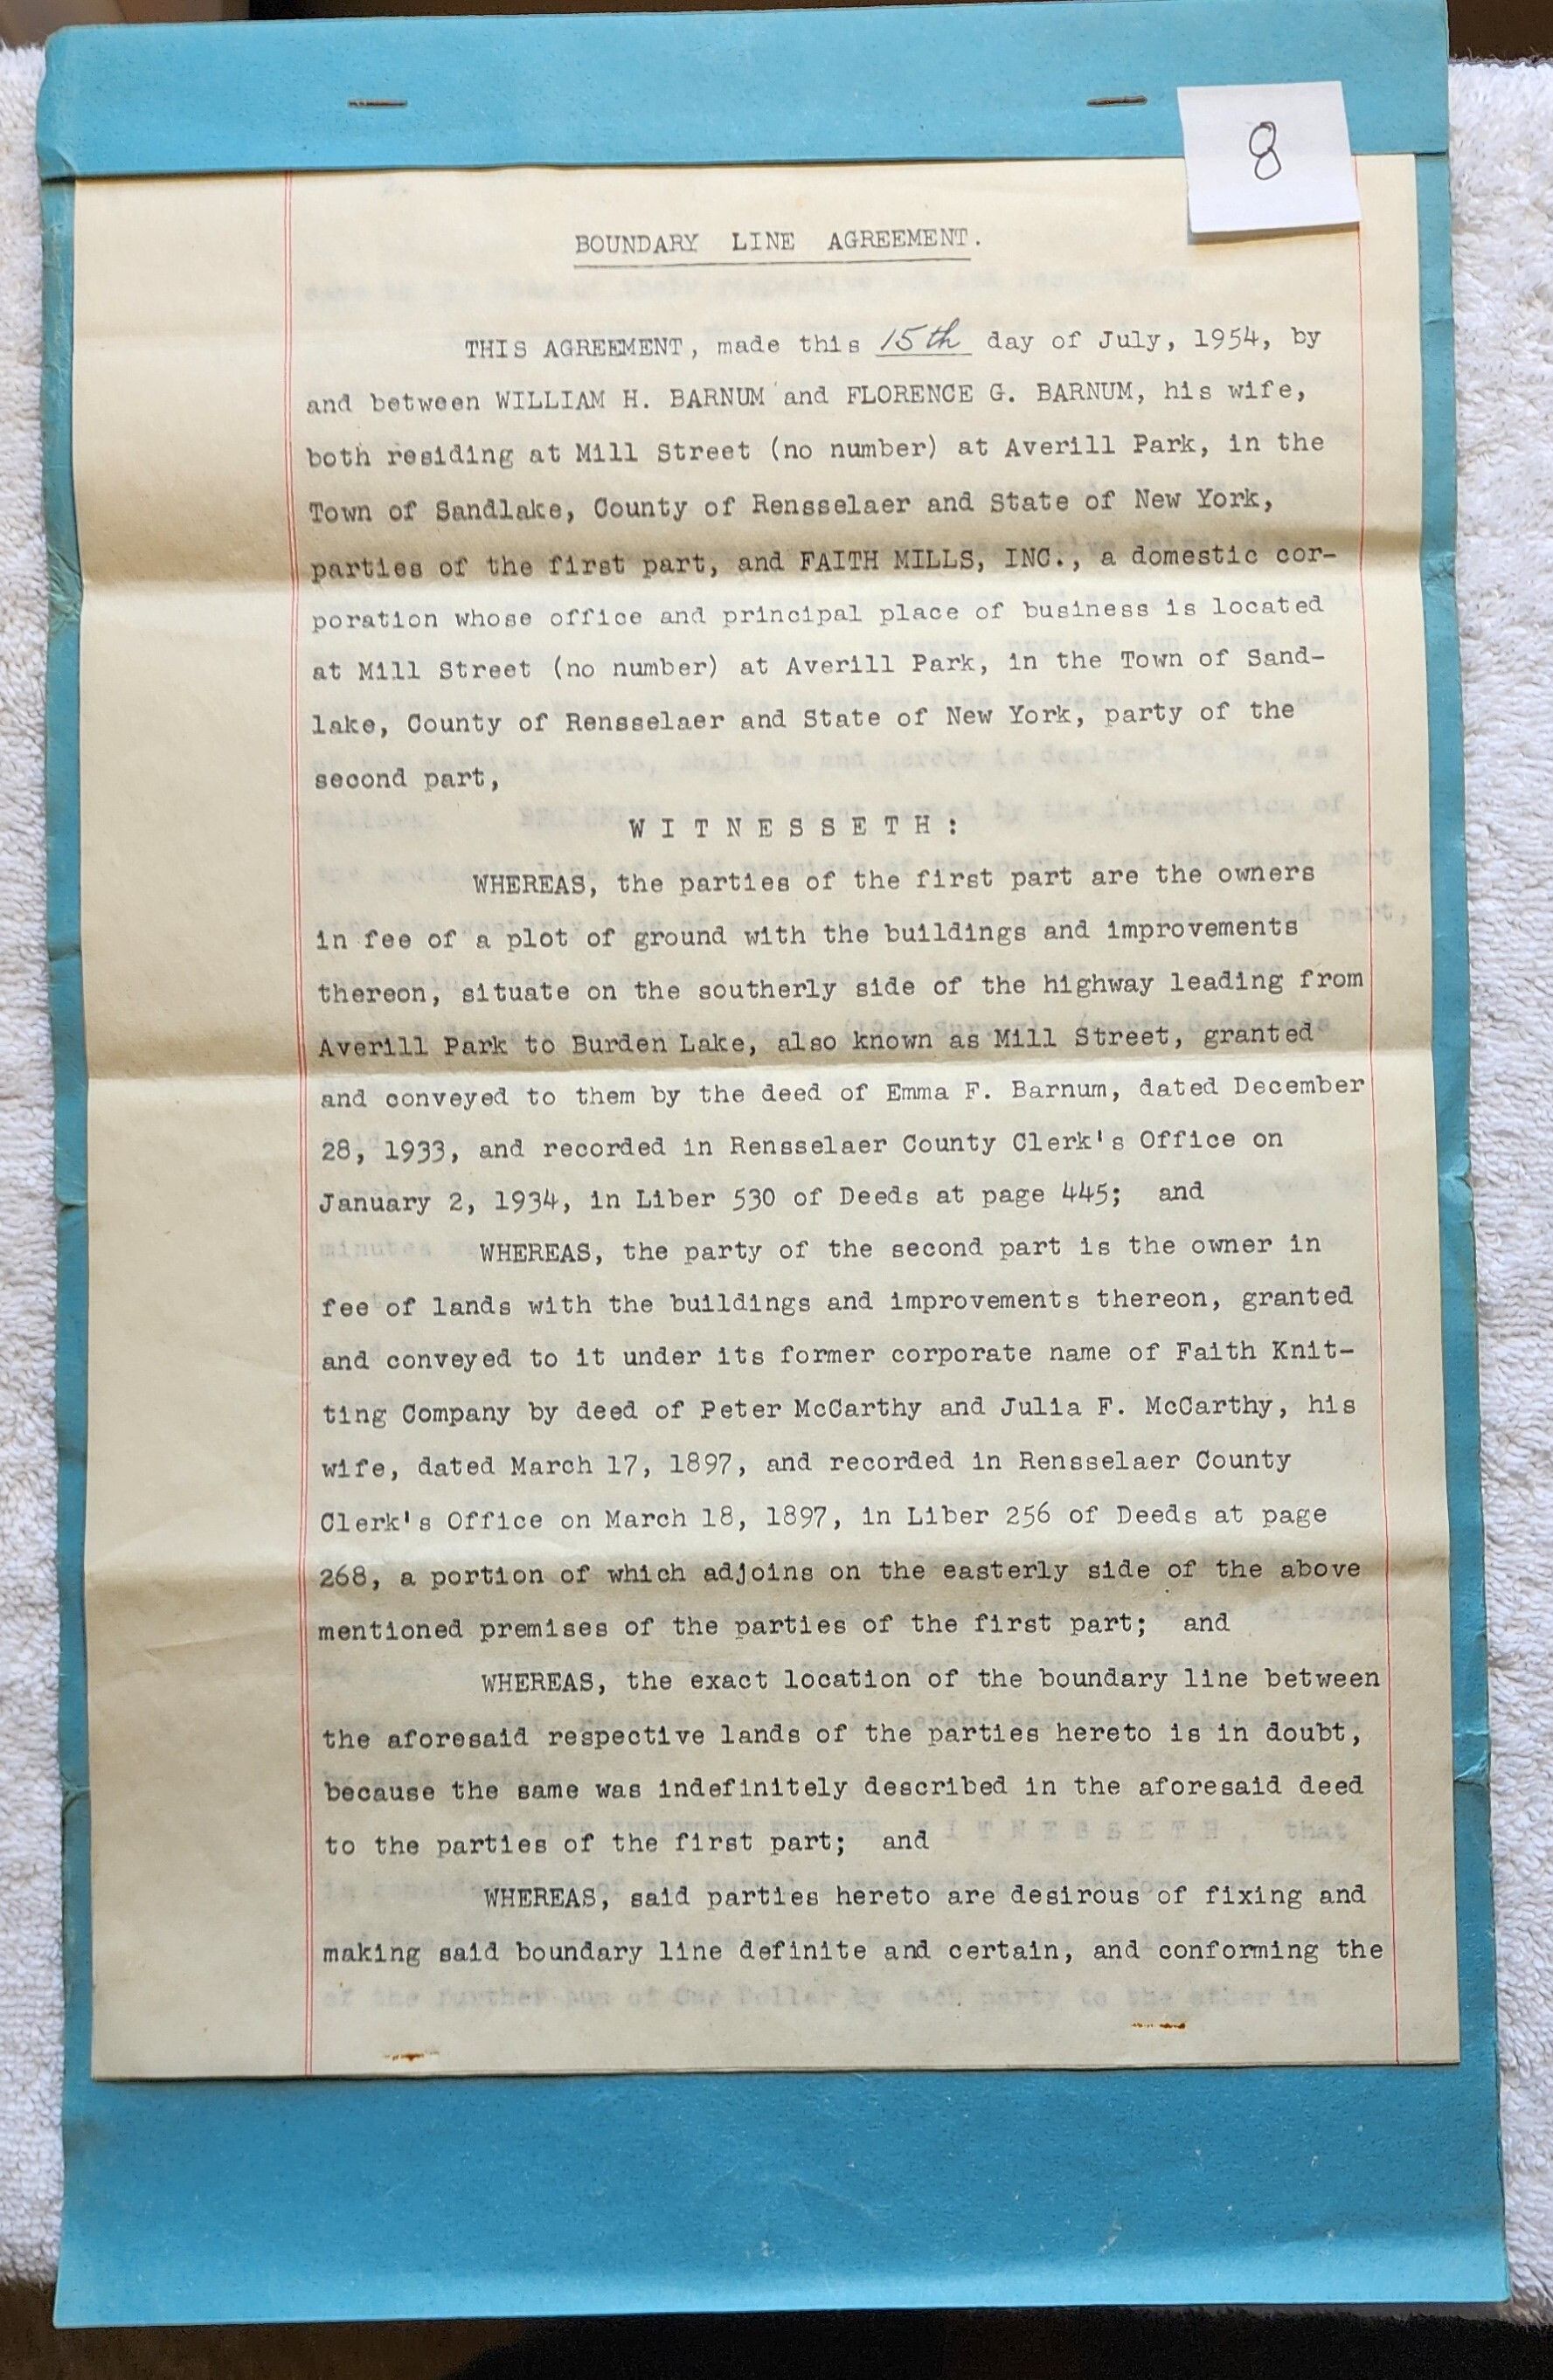 8
BOUNDARY LINE AGREEMENT.
THIS AGREEMENT, made this 15th day of July, 1954, by
and between WILLIAM H. BARNUM and FLORENCE G. BARNUM, his wife,
both residing at Mill Street (no number) at Averill Park, in the
Town of Sandlake, County of Rensselaer and State of New York,
parties of the first part, and FAITH MILLS, INC., a domestic cor-
poration whose office and principal place of business is located
at Mill Street (no number) at Averill Park, in the Town of Sand-
lake, County of Rensselaer and State of New York, party of the
second part,
W I T N E S S E T H :
WHEREAS, the parties of the first part are the owners
in fee of a plot of ground with the buildings and improvements
thereon, situate on the southerly side of the highway leading from
Averill Park to Burden Lake, also known as Mill Street, granted
and conveyed to them by the deed of Emma F. Barnum, dated December
28, 1933, and recorded in Rensselaer County Clerk's Office on
January 2, 1934, in Liber 530 of Deeds at page 445; and
WHEREAS, the party of the second part is the owner in
fee of lands with the buildings and improvements thereon, granted
and conveyed to it under its former corporate name of Faith Knit-
ting Company by deed of Peter McCarthy and Julia F. McCarthy, his
wife, dated March 17, 1897, and recorded in Rensselaer County
Clerk's Office on March 18, 1897, in Liber 256 of Deeds at page
268, a portion of which adjoins on the easterly side of the above
mentioned premises of the parties of the first part; and
WHEREAS, the exact location of the boundary line between
the aforesaid respective lands of the parties hereto is in doubt,
because the same was indefinitely described in the aforesaid deed
to the parties of the first part; and
WHEREAS, said parties hereto are desirous of fixing and
making said boundary line definite and certain, and conforming the